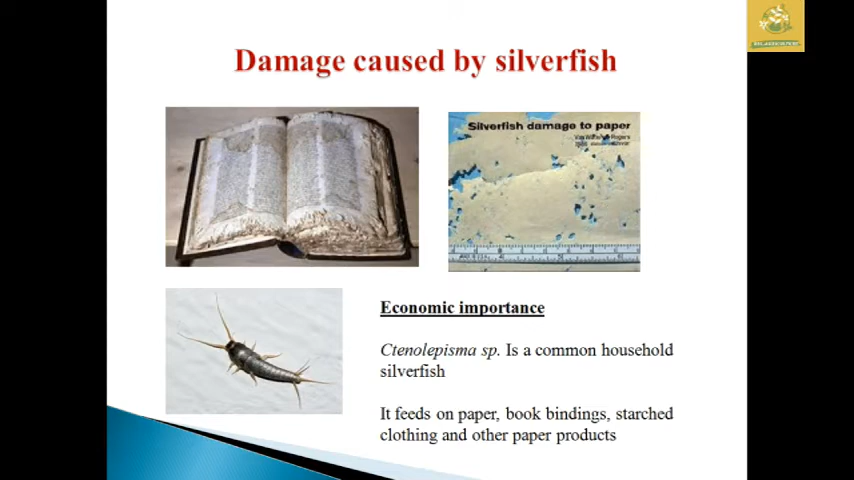 Damage caused by silverfish
Silverfish damage to paper
Economic importance
Ctenolepisma sp. Is a common household
silverfish
It feeds on paper, book bindings, starched
clothing and other paper products